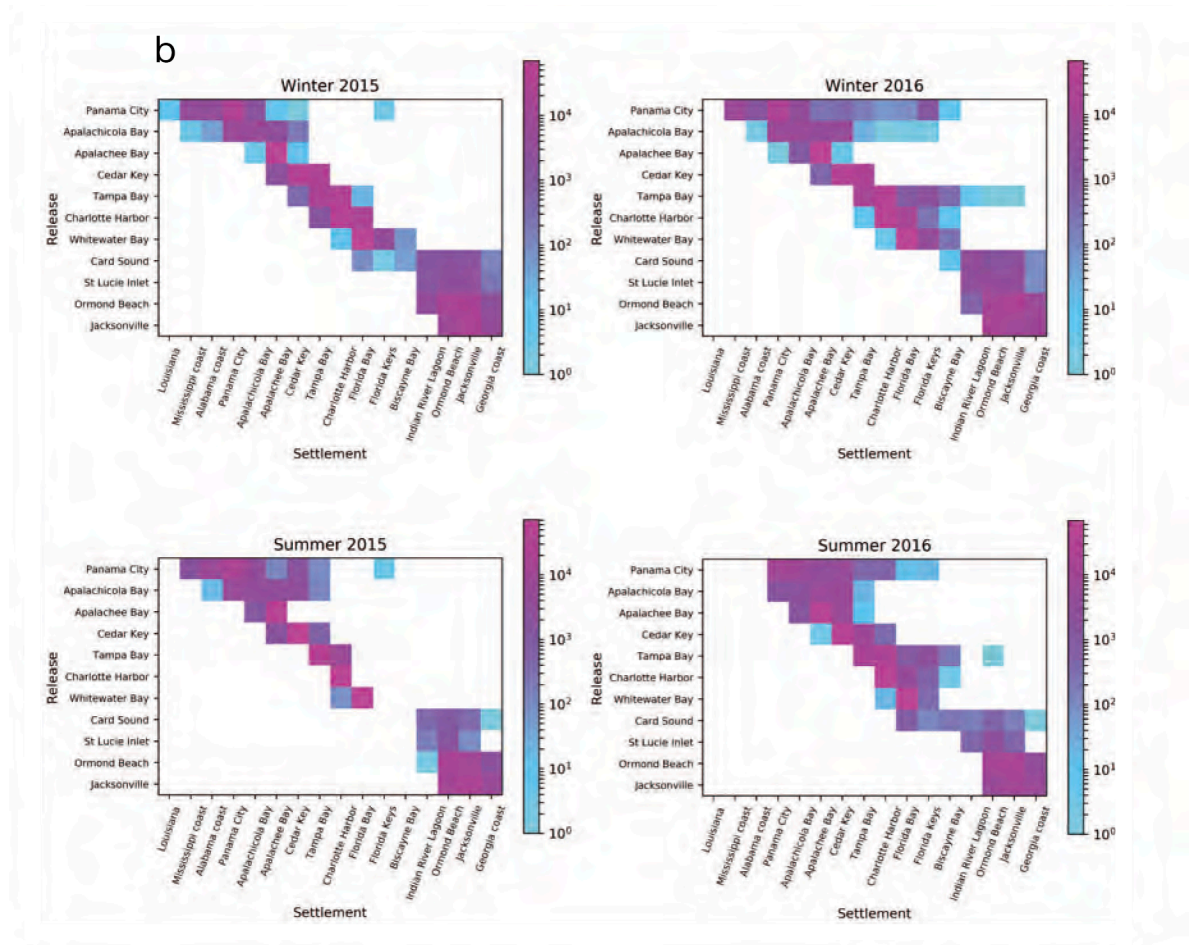 b
Winter 2015
Release
Panama City
Apalachicola Bay
Apalachee Bay
Cedar Key
Tampa Bay
Charlotte Harbor
Whitewater Bay
Card Sound
St Lucie Inlet
Ormond Beach
Jacksonville
Louisiana
Mississippi coast
Alabama coast
Panama City
Apalachicola Bay
Apalachee Bay
Cedar Key
Tampa Bay
Charlotte Harbor
Florida Bay
Florida Keys
Biscayne Bay
Indian River Lagoon
Ormond Beach
Jacksonville
Georgia coast
Settlement
10⁴
10³
10²
10¹
10⁰
Winter 2016
Release
Panama City
Apalachicola Bay
Apalachee Bay
Cedar Key
Tampa Bay
Charlotte Harbor
Whitewater Bay
Card Sound
St Lucie Inlet
Ormond Beach
Jacksonville
Louisiana
Mississippi coast
Alabama coast
Panama City
Apalachicola Bay
Apalachee Bay
Cedar Key
Tampa Bay
Charlotte Harbor
Florida Bay
Florida Keys
Biscayne Bay
Indian River Lagoon
Ormond Beach
Jacksonville
Georgia coast
Settlement
10⁴
10³
10²
10¹
10⁰
Summer 2015
Release
Panama City
Apalachicola Bay
Apalachee Bay
Cedar Key
Tampa Bay
Charlotte Harbor
Whitewater Bay
Card Sound
St Lucie Inlet
Ormond Beach
Jacksonville
Louisiana
Mississippi coast
Alabama coast
Panama City
Apalachicola Bay
Apalachee Bay
Cedar Key
Tampa Bay
Charlotte Harbor
Florida Bay
Florida Keys
Biscayne Bay
Indian River Lagoon
Ormond Beach
Jacksonville
Georgia coast
Settlement
10⁴
10³
10²
10¹
10⁰
Summer 2016
Release
Panama City
Apalachicola Bay
Apalachee Bay
Cedar Key
Tampa Bay
Charlotte Harbor
Whitewater Bay
Card Sound
St Lucie Inlet
Ormond Beach
Jacksonville
Louisiana
Mississippi coast
Alabama coast
Panama City
Apalachicola Bay
Apalachee Bay
Cedar Key
Tampa Bay
Charlotte Harbor
Florida Bay
Florida Keys
Biscayne Bay
Indian River Lagoon
Ormond Beach
Jacksonville
Georgia coast
Settlement
10⁴
10³
10²
10¹
10⁰